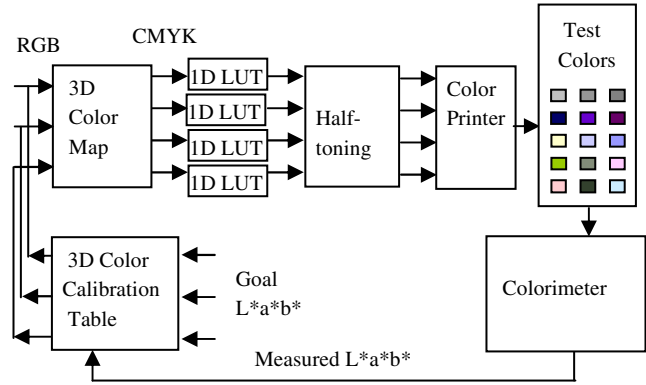 RGB
CMYK
3D
Color
Map
1D LUT
1D LUT
1D LUT
1D LUT
Half-
toning
Color
Printer
Test
Colors
3D Color
Calibration
Table
Goal
L*a*b*
Colorimeter
Measured L*a*b*